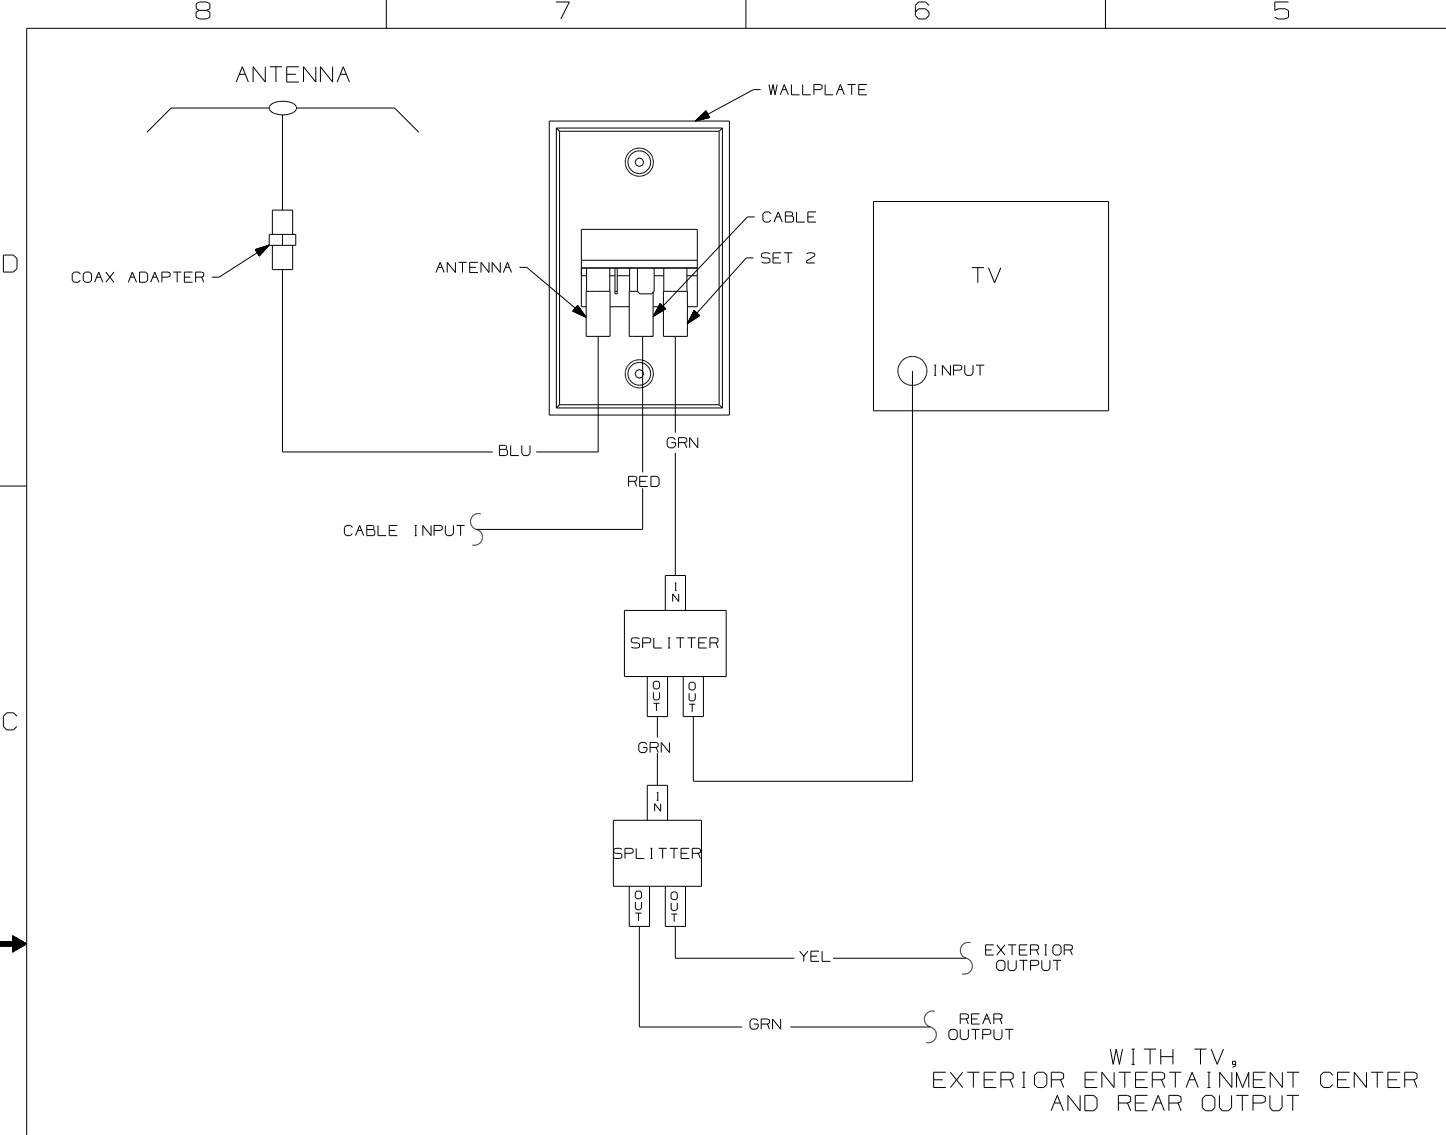 8 7 6 5
ANTENNA
WALLPLATE
CABLE
SET 2
ANTENNA
D
COAX ADAPTER
TV
INPUT
GRN
BLU
RED
CABLE INPUT
IN
SPLITTER
OUT OUT
C
GRN
IN
SPLITTER
OUT OUT
YEL
EXTERIOR
OUTPUT
GRN
REAR
OUTPUT
WITH TV,
EXTERIOR ENTERTAINMENT CENTER
AND REAR OUTPUT